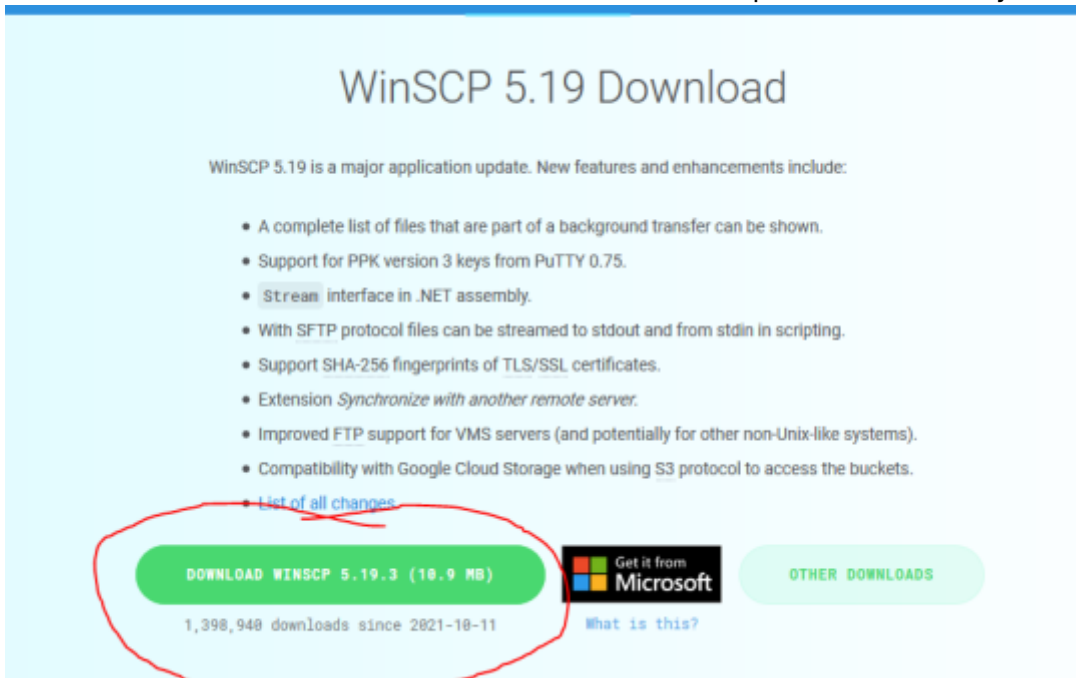 WinSCP 5.19 Download
WinSCP 5.19 is a major application update. New features and enhancements include:
• A complete list of files that are part of a background transfer can be shown.
• Support for PPK version 3 keys from PuTTY 0.75.
• Stream interface in .NET assembly.
• With SFTP protocol files can be streamed to stdout and from stdin in scripting.
• Support SHA-256 fingerprints of TLS/SSL certificates.
• Extension Synchronize with another remote server.
• Improved FTP support for VMS servers (and potentially for other non-Unix-like systems).
• Compatibility with Google Cloud Storage when using S3 protocol to access the buckets.
• List of all changes
DOWNLOAD WINSCP 5.19.3 (10.9 MB)
Get it from
Microsoft
OTHER DOWNLOADS
1,398,940 downloads since 2021-10-11
What is this?